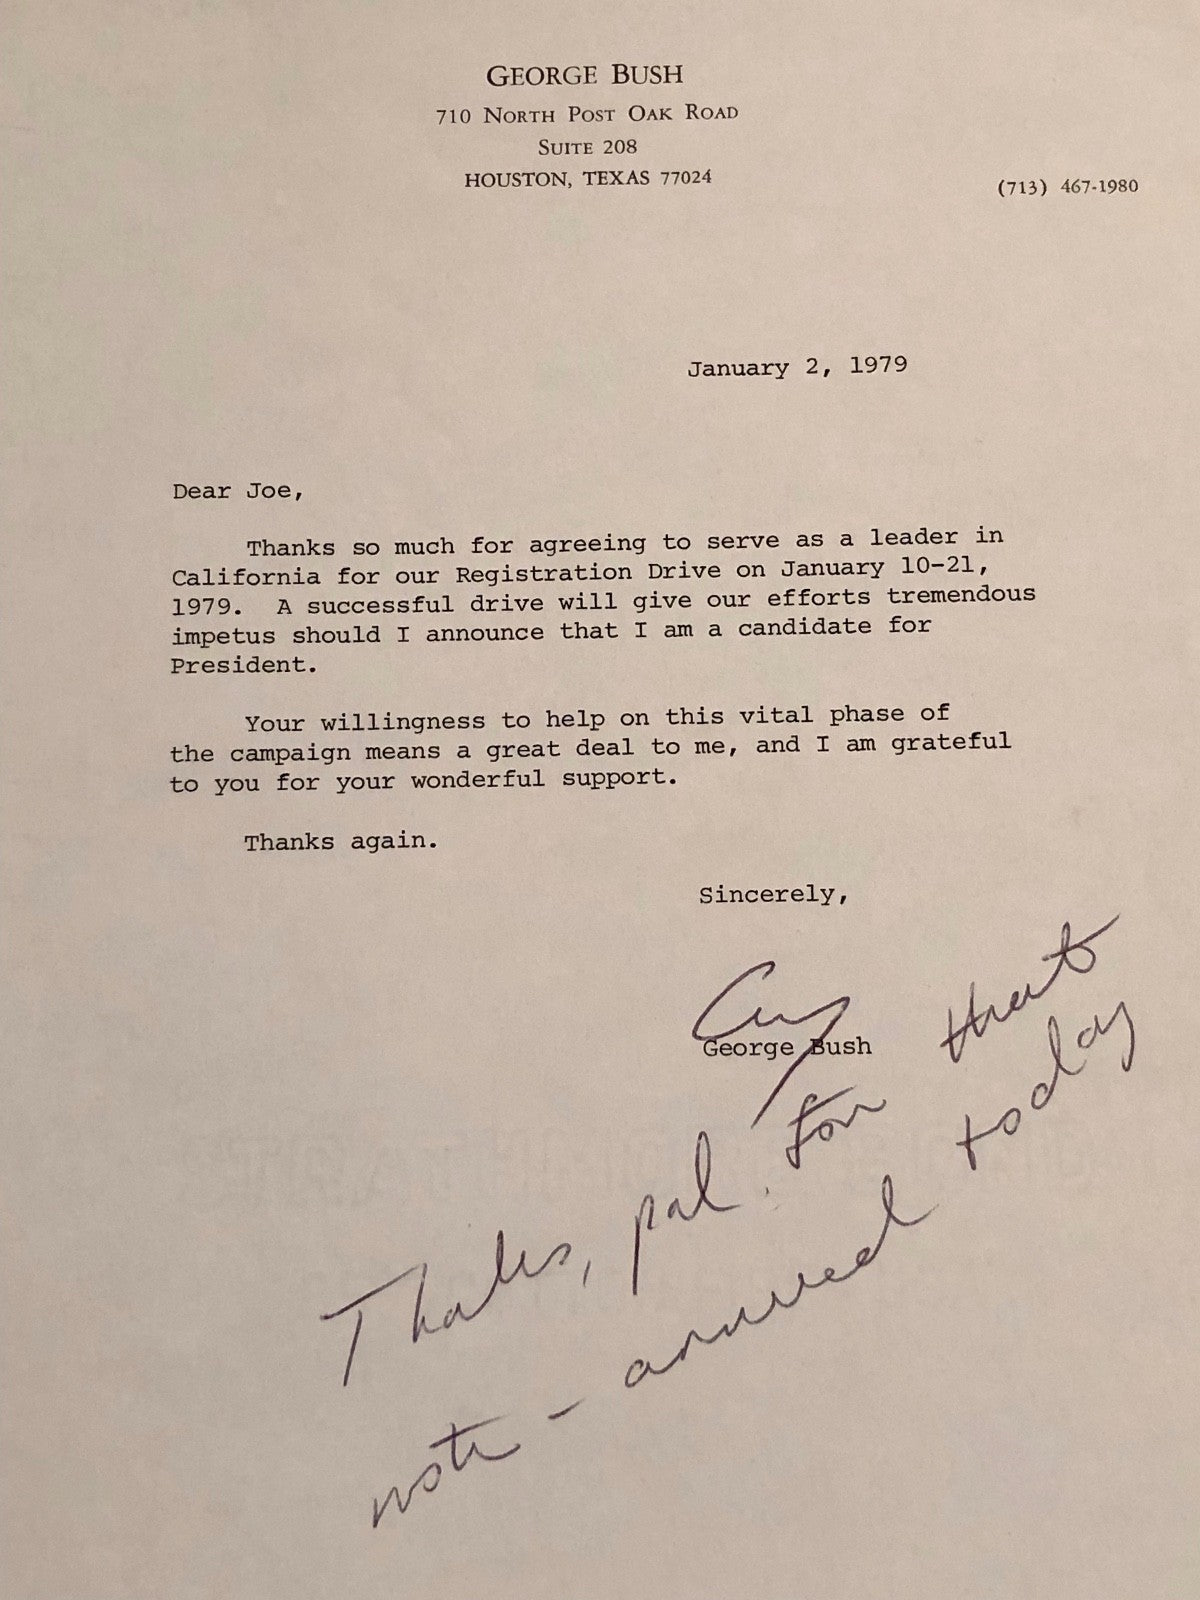 GEORGE BUSH
710 NORTH POST OAK ROAD
SUITE 208
HOUSTON, TEXAS 77024
(713) 467-1980
January 2, 1979
Dear Joe,
Thanks so much for agreeing to serve as a leader in
California for our Registration Drive on January 10-21,
1979. A successful drive will give our efforts tremendous
impetus should I announce that I am a candidate for
President.
Your willingness to help on this vital phase of
the campaign means a great deal to me, and I am grateful
to you for your wonderful support.
Thanks again.
Sincerely,
George Bush
Thanks, pal. for that
note - today